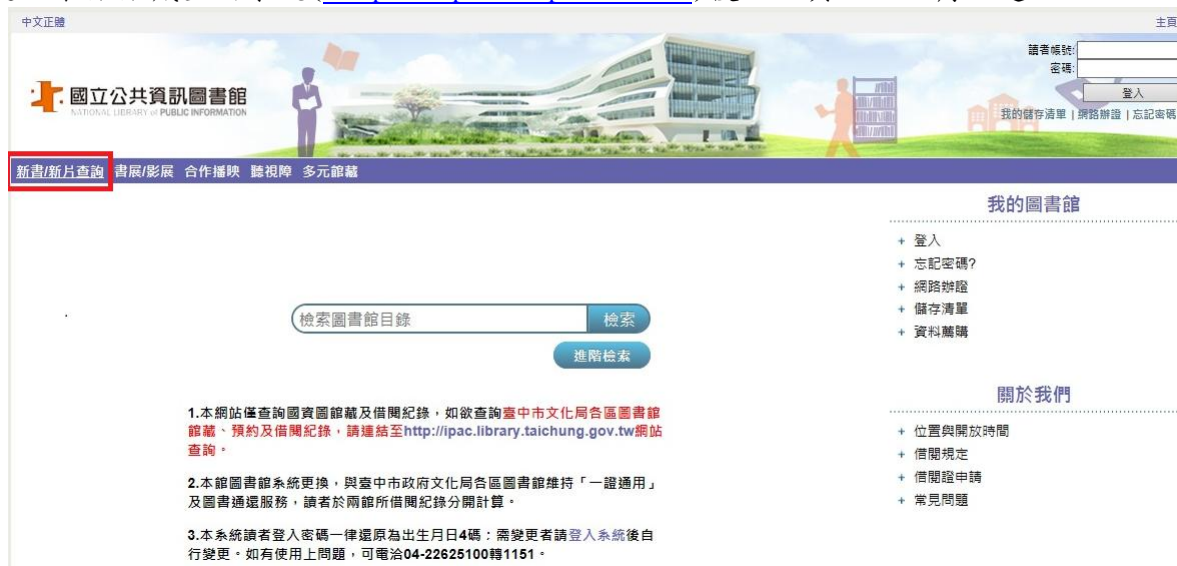 中文正體
主頁
讀者帳號:
密碼:
登入
我的儲存清單 | 網路辦證 | 忘記密碼
國立公共資訊圖書館
NATIONAL LIBRARY of PUBLIC INFORMATION
新書/新片查詢 書展/影展 合作播映 聽視障 多元館藏
我的圖書館
+ 登入
+ 忘記密碼?
+ 網路辦證
+ 儲存清單
+ 資料薦購
檢索圖書館目錄 檢索
進階檢索
關於我們
+ 位置與開放時間
+ 借閱規定
+ 借閱證申請
+ 常見問題
1.本網站僅查詢國資圖館藏及借閱紀錄，如欲查詢臺中市文化局各區圖書館
館藏、預約及借閱紀錄，請連結至http://ipac.library.taichung.gov.tw網站
查詢。
2.本館圖書館系統更換，與臺中市政府文化局各區圖書館維持「一證通用」
及圖書通還服務，讀者於兩館所借閱紀錄分開計算。
3.本系統讀者登入密碼一律還原為出生月日4碼：需變更者請登入系統後自
行變更。如有使用上問題，可電洽04-22625100轉1151。